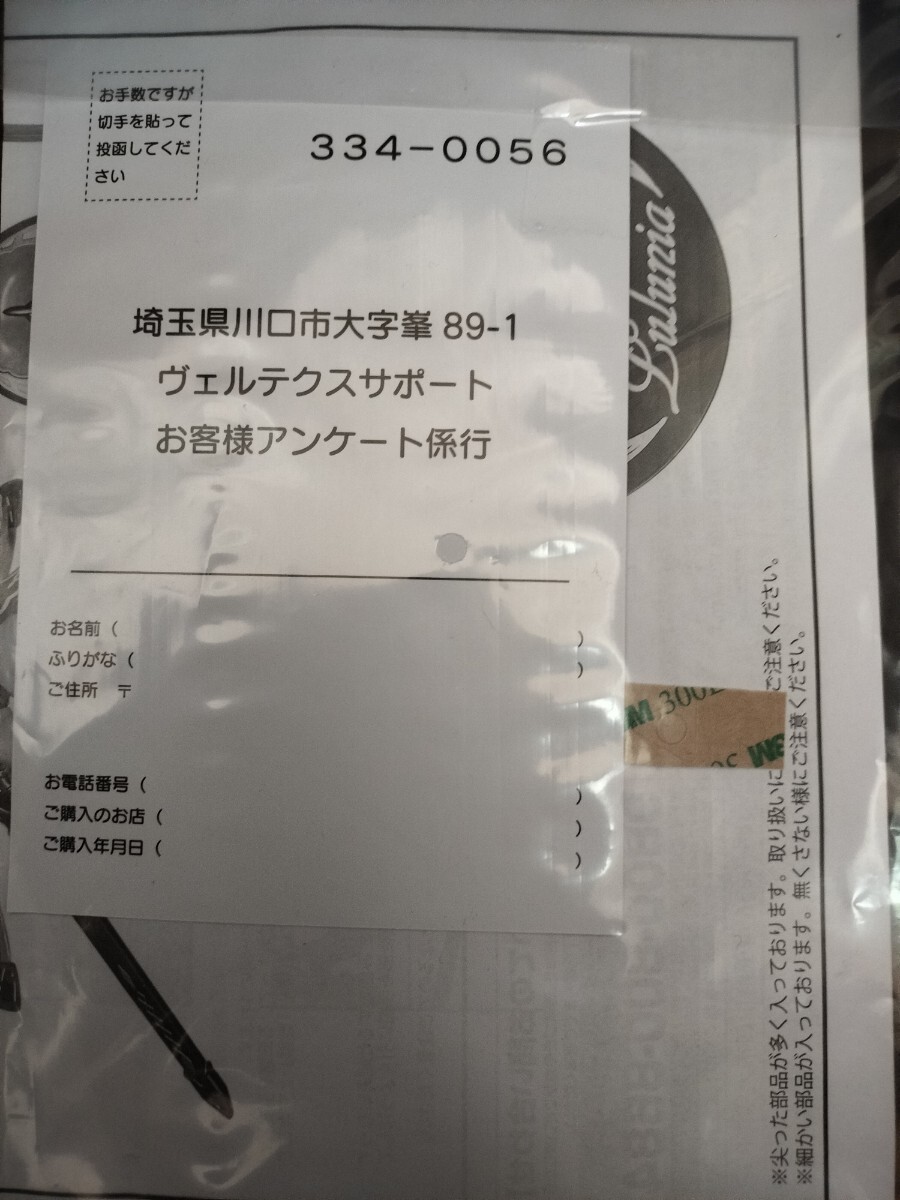 お手数ですが
切手を貼って
投函してくだ
さい
334-0056
埼玉県川口市大字峯 89-1
ヴェルテクスサポート
お客様アンケート係行
お名前 (                )
ふりがな (                )
ご住所　〒
お電話番号 (                )
ご購入のお店 (                )
ご購入年月日 (                )
Lulunia
3M 300L
3M
※尖った部品が多く入っております。取り扱いにご注意ください。
※細かい部品が入っております。無くさない様にご注意ください。